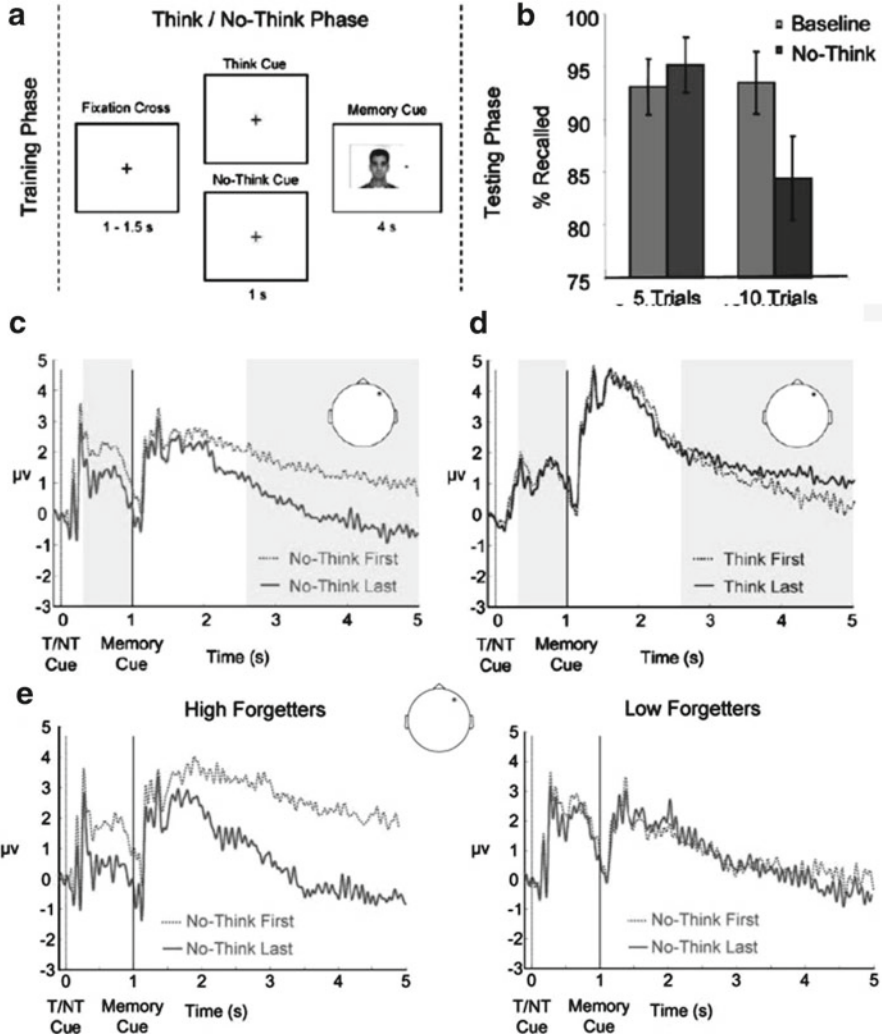 a
Think / No-Think Phase
Training Phase
Fixation Cross
1 - 1.5 s
Think Cue
No-Think Cue
1 s
Memory Cue
4 s
Testing Phase
b
100
95
90
85
80
75
% Recalled
Baseline
No-Think
5 Trials
10 Trials
c
5
4
3
2
1
0
-1
-2
-3
μv
No-Think First
No-Think Last
0 1 2 3 4 5
T/NT Cue
Memory Cue
Time (s)
d
5
4
3
2
1
0
-1
-2
-3
μv
Think First
Think Last
0 1 2 3 4 5
T/NT Cue
Memory Cue
Time (s)
e
High Forgetters
5
4
3
2
1
0
-1
-2
-3
μv
No-Think First
No-Think Last
0 1 2 3 4 5
T/NT Cue
Memory Cue
Time (s)
Low Forgetters
5
4
3
2
1
0
-1
-2
-3
μv
No-Think First
No-Think Last
0 1 2 3 4 5
T/NT Cue
Memory Cue
Time (s)